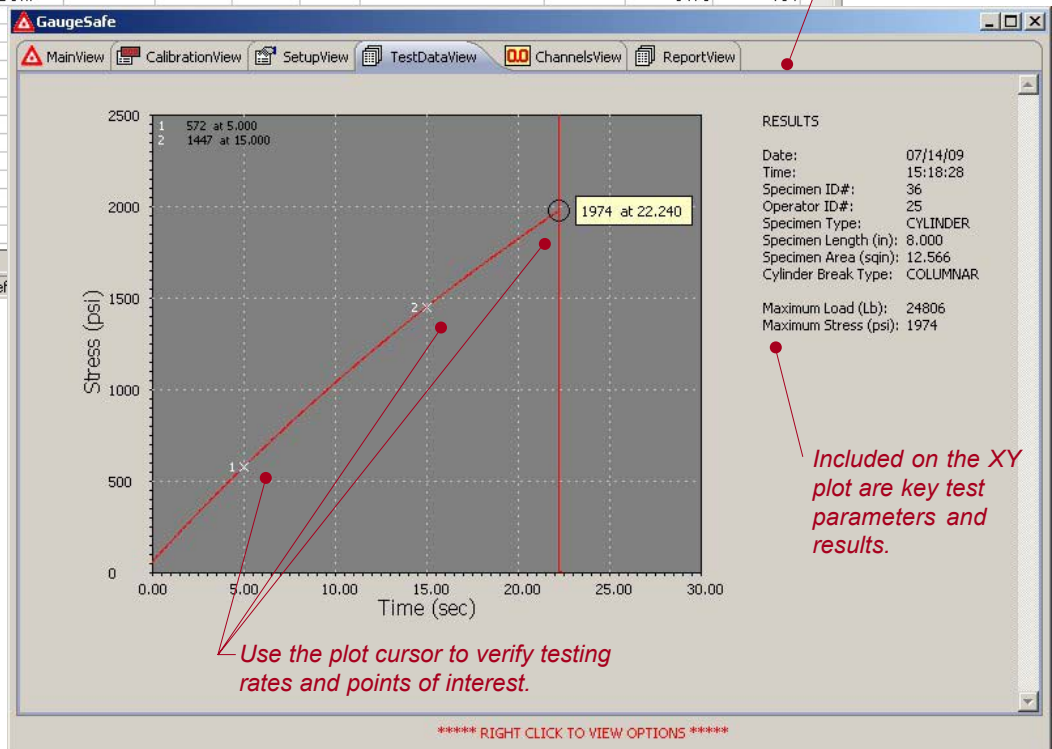 GaugeSafe
MainView CalibrationView SetupView TestDataView 0.0 ChannelsView ReportView
1 572 at 5.000
2 1447 at 15.000
2500
2000
1500
1000
500
0
Stress (psi)
1974 at 22.240
2
1
0.00 5.00 10.00 15.00 20.00 25.00 30.00
Time (sec)
RESULTS
Date: 07/14/09
Time: 15:18:28
Specimen ID#: 36
Operator ID#: 25
Specimen Type: CYLINDER
Specimen Length (in): 8.000
Specimen Area (sqin): 12.566
Cylinder Break Type: COLUMNAR
Maximum Load (Lb): 24806
Maximum Stress (psi): 1974
Included on the XY
plot are key test
parameters and
results.
Use the plot cursor to verify testing
rates and points of interest.
***** RIGHT CLICK TO VIEW OPTIONS *****